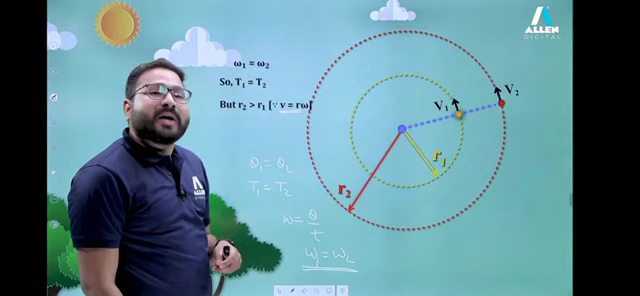 ALLEN
DIGITAL
ω₁ = ω₂
So, T₁ = T₂
But r₂ > r₁ [∵ v = rω]
V₁
V₂
r₁
r₂
θ₁ = θ₂
T₁ = T₂
ω = θ/t
ω₁ = ω₂
ALLEN